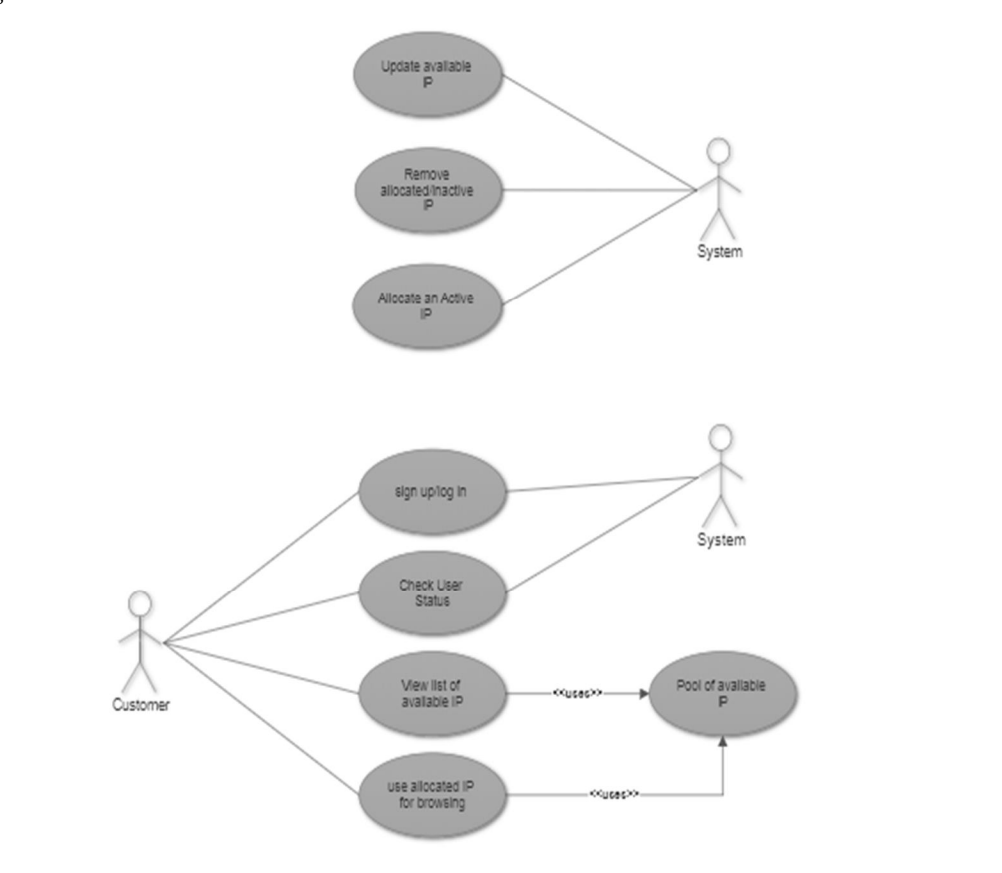 Update available
IP
Remove
allocated/inactive
IP
System
Allocate an Active
IP
sign up/log in
System
Check User
Status
Customer
View list of
available IP
<<uses>>
Pool of available
IP
use allocated IP
for browsing
<<uses>>